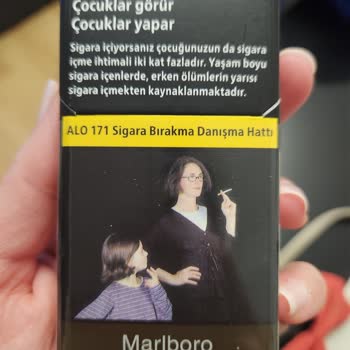 Çocuklar görür
Çocuklar yapar
Sigara içiyorsanız çocuğunuzun da sigara
içme ihtimali iki kat fazladır. Yaşam boyu
sigara içenlerde, erken ölümlerin yarısı
sigara içmekten kaynaklanmaktadır.
ALO 171 Sigara Bırakma Danışma Hattı
Marlboro